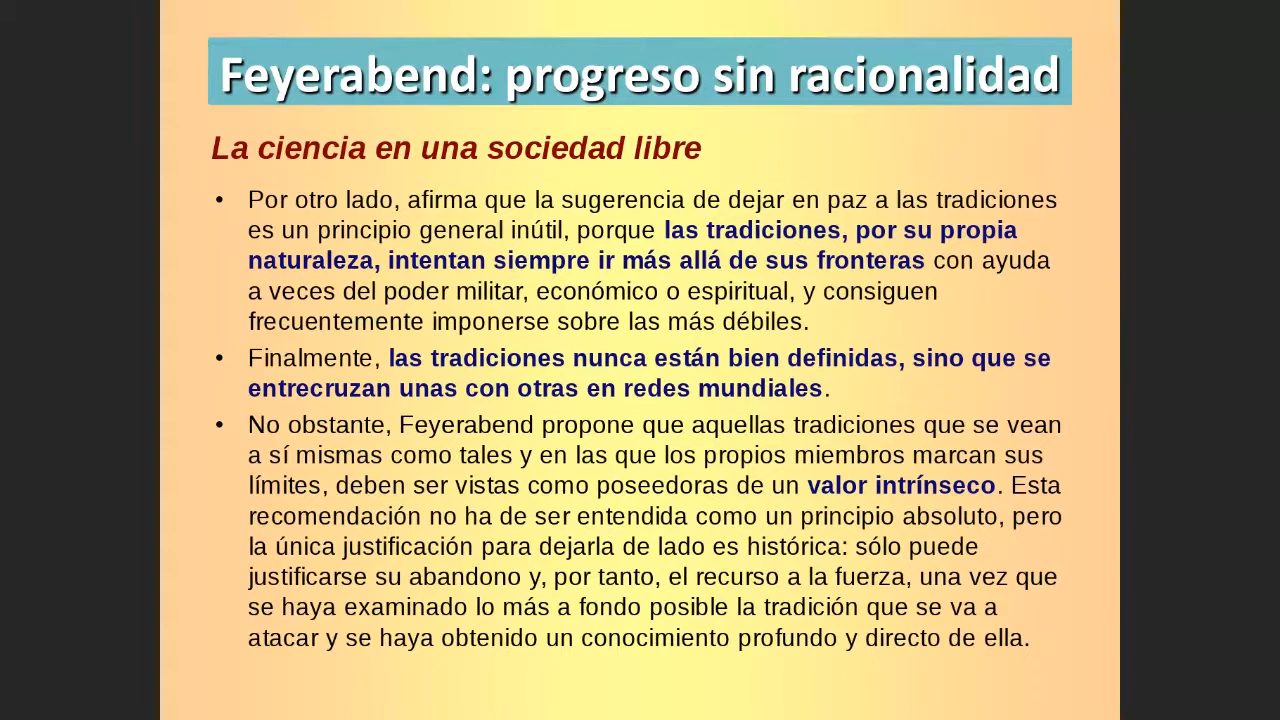 Feyerabend: progreso sin racionalidad
La ciencia en una sociedad libre
• Por otro lado, afirma que la sugerencia de dejar en paz a las tradiciones
es un principio general inútil, porque las tradiciones, por su propia
naturaleza, intentan siempre ir más allá de sus fronteras con ayuda
a veces del poder militar, económico o espiritual, y consiguen
frecuentemente imponerse sobre las más débiles.
• Finalmente, las tradiciones nunca están bien definidas, sino que se
entrecruzan unas con otras en redes mundiales.
• No obstante, Feyerabend propone que aquellas tradiciones que se vean
a sí mismas como tales y en las que los propios miembros marcan sus
límites, deben ser vistas como poseedoras de un valor intrínseco. Esta
recomendación no ha de ser entendida como un principio absoluto, pero
la única justificación para dejarla de lado es histórica: sólo puede
justificarse su abandono y, por tanto, el recurso a la fuerza, una vez que
se haya examinado lo más a fondo posible la tradición que se va a
atacar y se haya obtenido un conocimiento profundo y directo de ella.